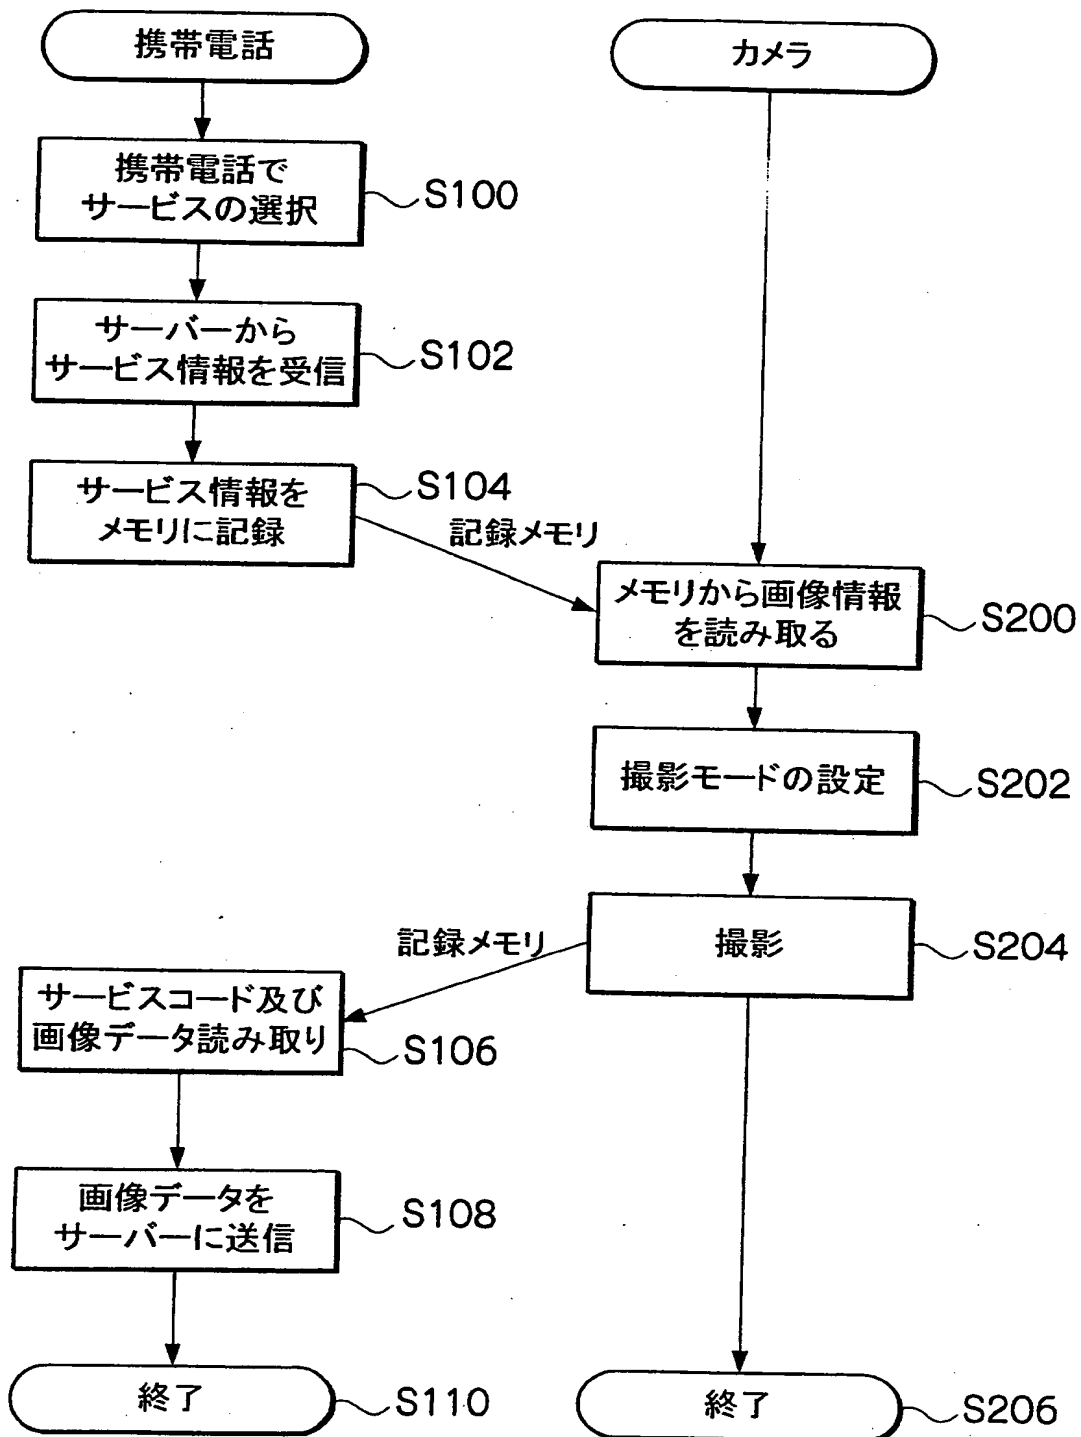 携帯電話
カメラ
携帯電話で
サービスの選択
S100
サーバーから
サービス情報を受信
S102
サービス情報を
メモリに記録
S104
記録メモリ
メモリから画像情報
を読み取る
S200
撮影モードの設定
S202
撮影
S204
記録メモリ
サービスコード及び
画像データ読み取り
S106
画像データを
サーバーに送信
S108
終了
S110
終了
S206